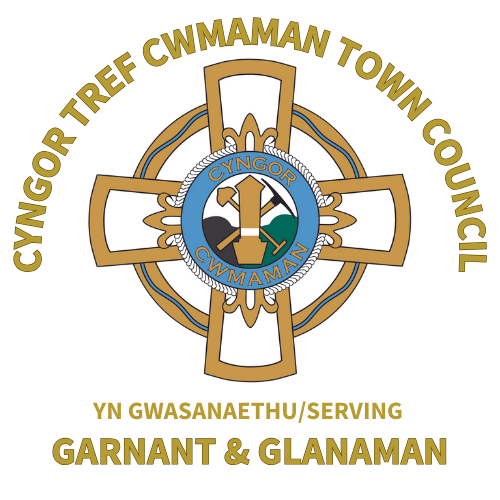 CYNGOR TREF CWMAMAN TOWN COUNCIL
CYNGOR
CWMAMAN
YN GWASANAETHU/SERVING
GARNANT & GLANAMAN